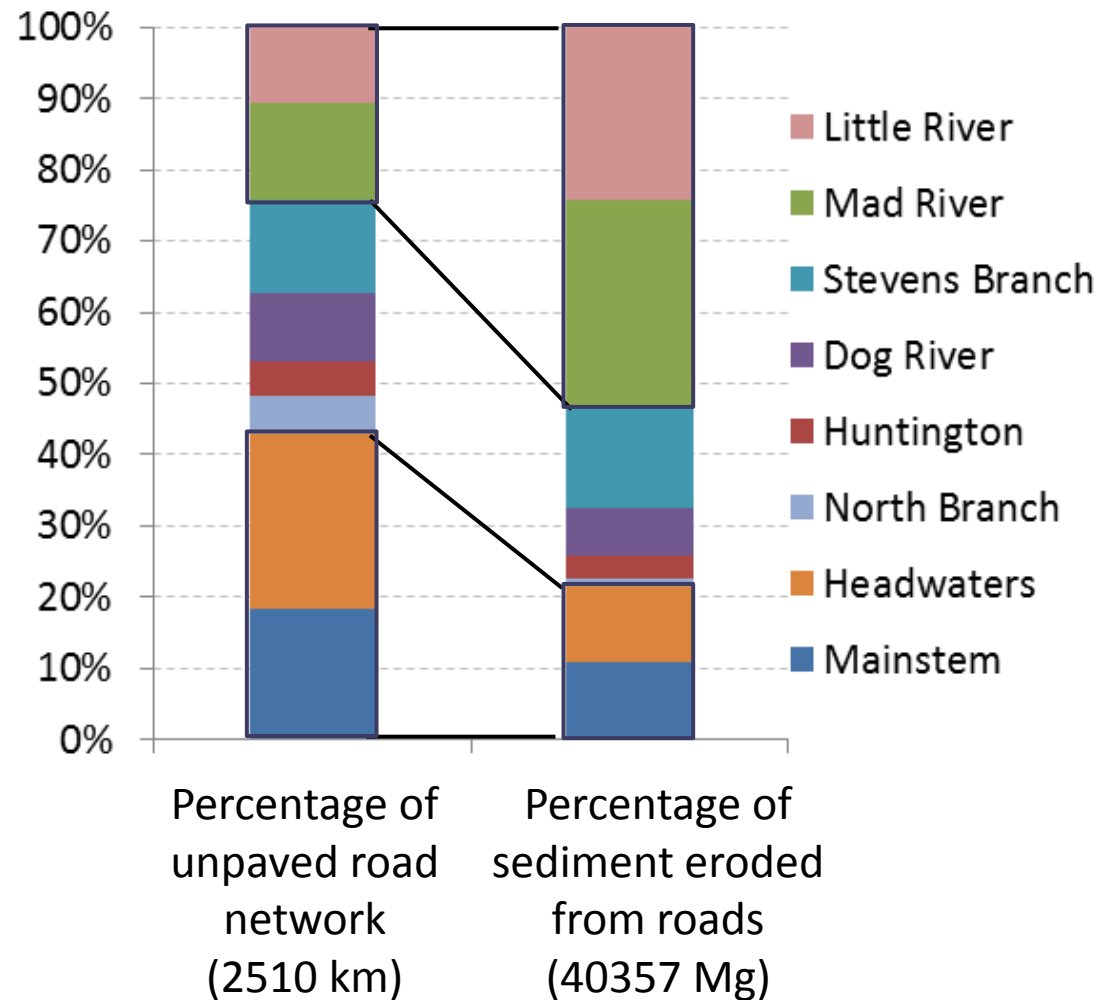 100%
90%
80%
70%
60%
50%
40%
30%
20%
10%
0%
Little River
Mad River
Stevens Branch
Dog River
Huntington
North Branch
Headwaters
Mainstem
Percentage of
unpaved road
network
(2510 km)
Percentage of
sediment eroded
from roads
(40357 Mg)